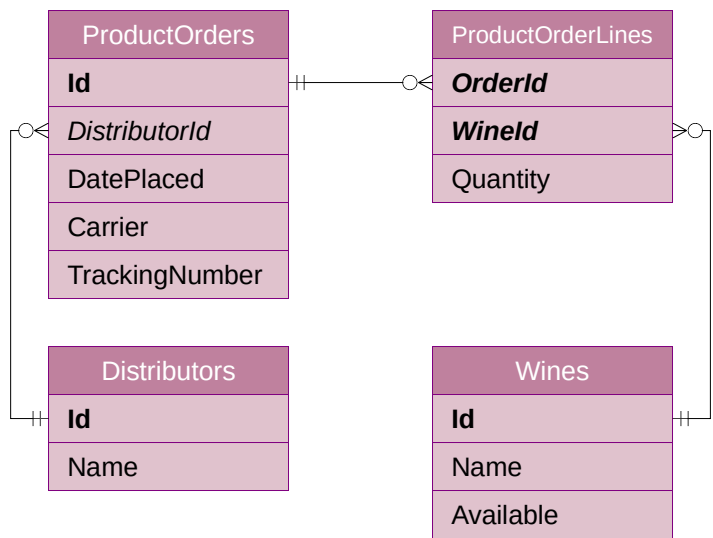 ProductOrders
Id
DistributorId
DatePlaced
Carrier
TrackingNumber
ProductOrderLines
OrderId
WineId
Quantity
Distributors
Id
Name
Wines
Id
Name
Available